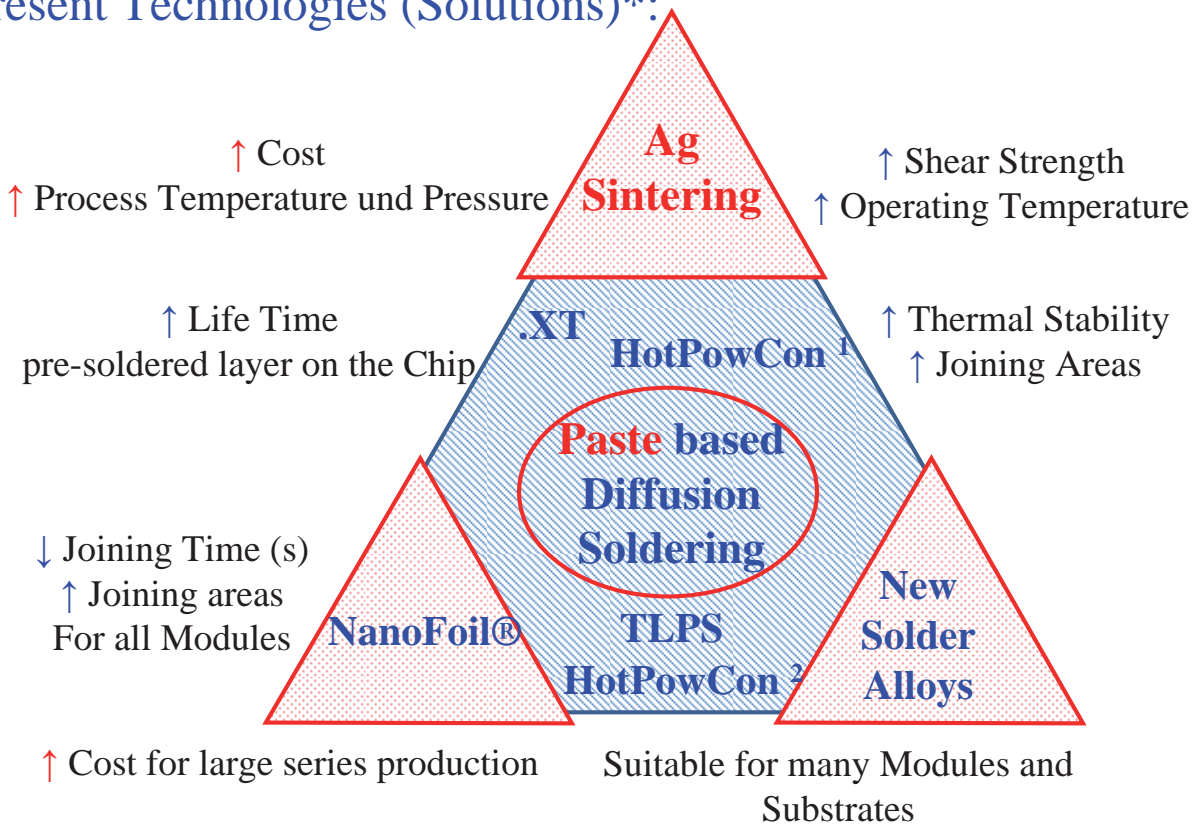 resent Technologies (Solutions)*:
Ag
Sintering
↑ Cost
↑ Process Temperature und Pressure
↑ Shear Strength
↑ Operating Temperature
↑ Life Time
pre-soldered layer on the Chip
.XT
HotPowCon 1
↑ Thermal Stability
↑ Joining Areas
Paste based
Diffusion
Soldering
↓ Joining Time (s)
↑ Joining areas
For all Modules
NanoFoil®
TLPS
HotPowCon 2
New
Solder
Alloys
↑ Cost for large series production
Suitable for many Modules and
Substrates